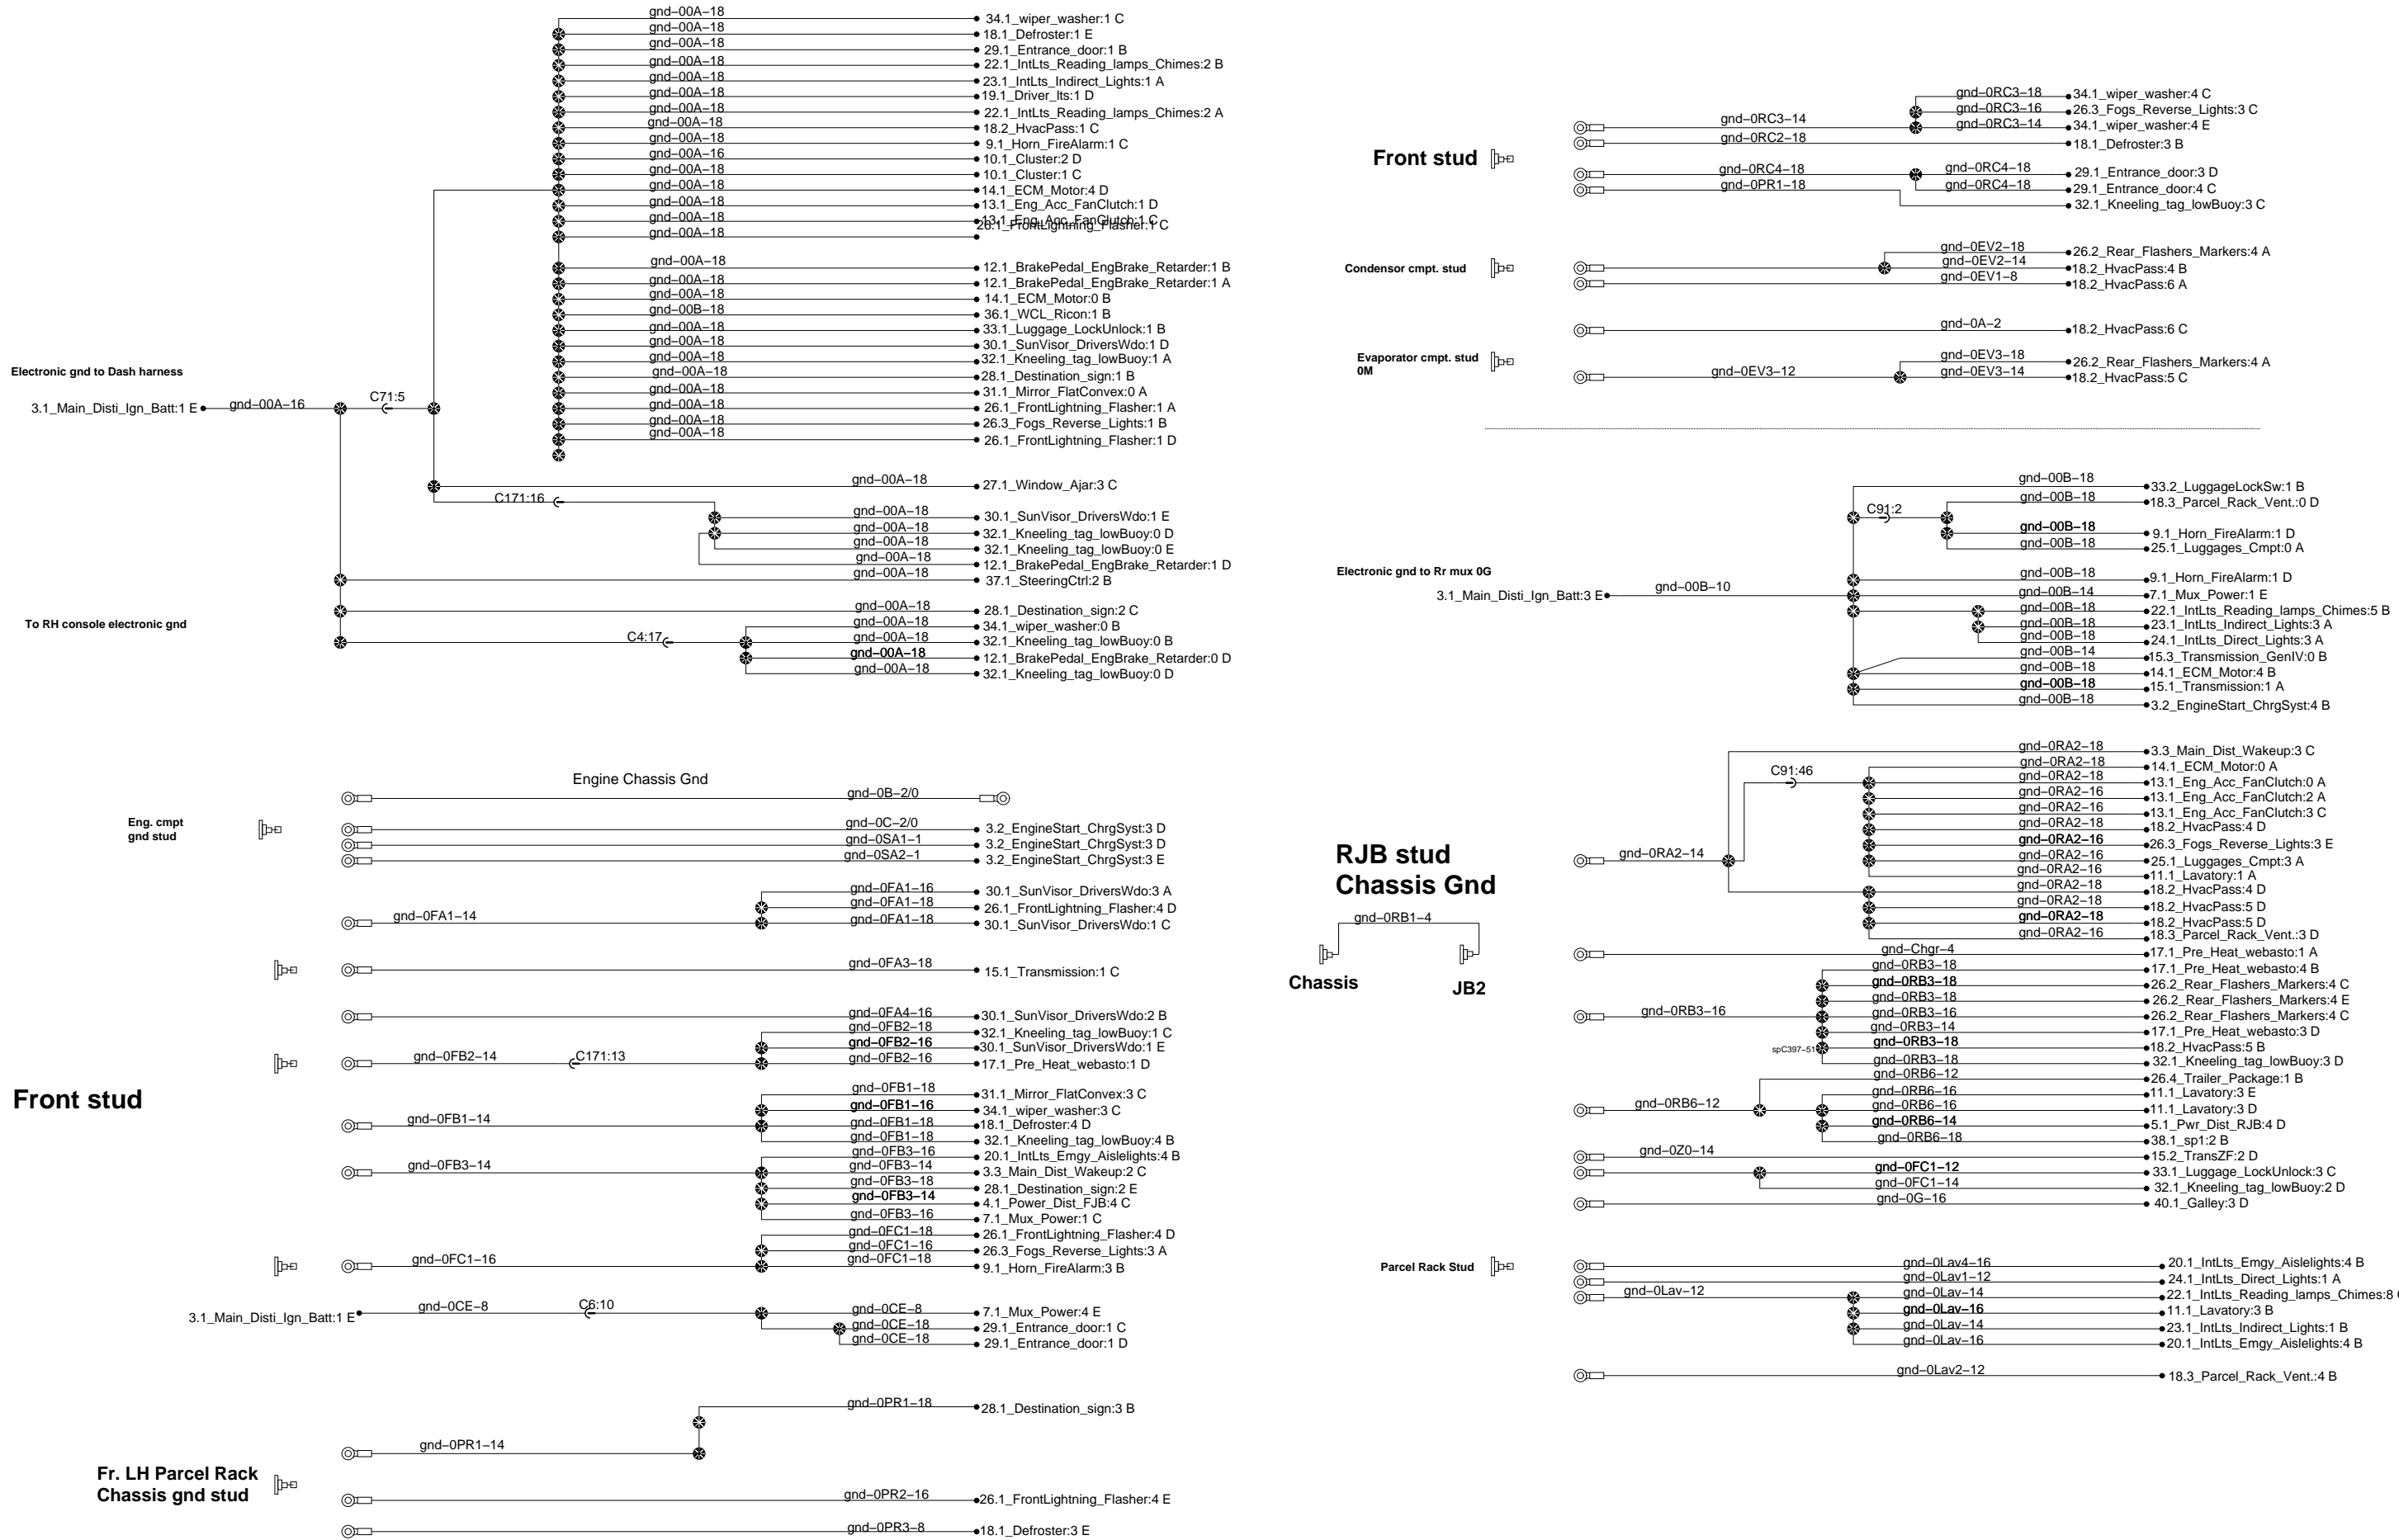 gnd–00A–18 34.1_wiper_washer:1 C
gnd–00A–18 18.1_Defroster:1 E
gnd–00A–18 29.1_Entrance_door:1 B
gnd–00A–18 22.1_IntLts_Reading_lamps_Chimes:2 B
gnd–00A–18 23.1_IntLts_Indirect_Lights:1 A
gnd–00A–18 19.1_Driver_lts:1 D
gnd–00A–18 22.1_IntLts_Reading_lamps_Chimes:2 A
gnd–00A–18 18.2_HvacPass:1 C
gnd–00A–18 9.1_Horn_FireAlarm:1 C
gnd–00A–16 10.1_Cluster:2 D
gnd–00A–18 10.1_Cluster:1 C
gnd–00A–18 14.1_ECM_Motor:4 D
gnd–00A–18 13.1_Eng_Acc_FanClutch:1 D
gnd–00A–18 13.1_Eng_Acc_FanClutch:1 C
gnd–00A–18 26.1_FrontLightning_Flasher:1 C
gnd–00A–18 12.1_BrakePedal_EngBrake_Retarder:1 B
gnd–00A–18 12.1_BrakePedal_EngBrake_Retarder:1 A
gnd–00A–18 14.1_ECM_Motor:0 B
gnd–00B–18 36.1_WCL_Ricon:1 B
gnd–00A–18 33.1_Luggage_LockUnlock:1 B
gnd–00A–18 30.1_SunVisor_DriversWdo:1 D
gnd–00A–18 32.1_Kneeling_tag_lowBuoy:1 A
gnd–00A–18 28.1_Destination_sign:1 B
gnd–00A–18 31.1_Mirror_FlatConvex:0 A
gnd–00A–18 26.1_FrontLightning_Flasher:1 A
gnd–00A–18 26.3_Fogs_Reverse_Lights:1 B
gnd–00A–18 26.1_FrontLightning_Flasher:1 D
Electronic gnd to Dash harness
3.1_Main_Disti_Ign_Batt:1 E gnd–00A–16 C71:5
gnd–00A–18 27.1_Window_Ajar:3 C
C171:16
gnd–00A–18 30.1_SunVisor_DriversWdo:1 E
gnd–00A–18 32.1_Kneeling_tag_lowBuoy:0 D
gnd–00A–18 32.1_Kneeling_tag_lowBuoy:0 E
gnd–00A–18 12.1_BrakePedal_EngBrake_Retarder:1 D
gnd–00A–18 37.1_SteeringCtrl:2 B
To RH console electronic gnd
gnd–00A–18 28.1_Destination_sign:2 C
gnd–00A–18 34.1_wiper_washer:0 B
C4:17 gnd–00A–18 32.1_Kneeling_tag_lowBuoy:0 B
gnd–00A–18 12.1_BrakePedal_EngBrake_Retarder:0 D
gnd–00A–18 32.1_Kneeling_tag_lowBuoy:0 D
Engine Chassis Gnd
gnd–0B–2/0
Eng. cmpt
gnd stud
gnd–0C–2/0 3.2_EngineStart_ChrgSyst:3 D
gnd–0SA1–1 3.2_EngineStart_ChrgSyst:3 D
gnd–0SA2–1 3.2_EngineStart_ChrgSyst:3 E
gnd–0FA1–16 30.1_SunVisor_DriversWdo:3 A
gnd–0FA1–18 26.1_FrontLightning_Flasher:4 D
gnd–0FA1–14 gnd–0FA1–18 30.1_SunVisor_DriversWdo:1 C
gnd–0FA3–18 15.1_Transmission:1 C
gnd–0FA4–16 30.1_SunVisor_DriversWdo:2 B
gnd–0FB2–18 32.1_Kneeling_tag_lowBuoy:1 C
gnd–0FB2–16 30.1_SunVisor_DriversWdo:1 E
gnd–0FB2–14 C171:13 gnd–0FB2–16 17.1_Pre_Heat_webasto:1 D
Front stud
gnd–0FB1–18 31.1_Mirror_FlatConvex:3 C
gnd–0FB1–16 34.1_wiper_washer:3 C
gnd–0FB1–14 gnd–0FB1–18 18.1_Defroster:4 D
gnd–0FB1–18 32.1_Kneeling_tag_lowBuoy:4 B
gnd–0FB3–16 20.1_IntLts_Emgy_Aislelights:4 B
gnd–0FB3–14 gnd–0FB3–14 3.3_Main_Dist_Wakeup:2 C
gnd–0FB3–18 28.1_Destination_sign:2 E
gnd–0FB3–14 4.1_Power_Dist_FJB:4 C
gnd–0FB3–16 7.1_Mux_Power:1 C
gnd–0FC1–18 26.1_FrontLightning_Flasher:4 D
gnd–0FC1–16 26.3_Fogs_Reverse_Lights:3 A
gnd–0FC1–16 gnd–0FC1–18 9.1_Horn_FireAlarm:3 B
3.1_Main_Disti_Ign_Batt:1 E gnd–0CE–8 C6:10 gnd–0CE–8 7.1_Mux_Power:4 E
gnd–0CE–18 29.1_Entrance_door:1 C
gnd–0CE–18 29.1_Entrance_door:1 D
gnd–0PR1–18 28.1_Destination_sign:3 B
gnd–0PR1–14
Fr. LH Parcel Rack
Chassis gnd stud
gnd–0PR2–16 26.1_FrontLightning_Flasher:4 E
gnd–0PR3–8 18.1_Defroster:3 E
Front stud
gnd–0RC3–18 34.1_wiper_washer:4 C
gnd–0RC3–16 26.3_Fogs_Reverse_Lights:3 C
gnd–0RC3–14 gnd–0RC3–14 34.1_wiper_washer:4 E
gnd–0RC2–18 18.1_Defroster:3 B
gnd–0RC4–18 gnd–0RC4–18 29.1_Entrance_door:3 D
gnd–0PR1–18 gnd–0RC4–18 29.1_Entrance_door:4 C
32.1_Kneeling_tag_lowBuoy:3 C
Condensor cmpt. stud
gnd–0EV2–18 26.2_Rear_Flashers_Markers:4 A
gnd–0EV2–14 18.2_HvacPass:4 B
gnd–0EV1–8 18.2_HvacPass:6 A
gnd–0A–2 18.2_HvacPass:6 C
Evaporator cmpt. stud
0M
gnd–0EV3–18 26.2_Rear_Flashers_Markers:4 A
gnd–0EV3–12 gnd–0EV3–14 18.2_HvacPass:5 C
gnd–00B–18 33.2_LuggageLockSw:1 B
gnd–00B–18 18.3_Parcel_Rack_Vent.:0 D
C91:2
gnd–00B–18 9.1_Horn_FireAlarm:1 D
gnd–00B–18 25.1_Luggages_Cmpt:0 A
Electronic gnd to Rr mux 0G
gnd–00B–18 9.1_Horn_FireAlarm:1 D
3.1_Main_Disti_Ign_Batt:3 E gnd–00B–10 gnd–00B–14 7.1_Mux_Power:1 E
gnd–00B–18 22.1_IntLts_Reading_lamps_Chimes:5 B
gnd–00B–18 23.1_IntLts_Indirect_Lights:3 A
gnd–00B–18 24.1_IntLts_Direct_Lights:3 A
gnd–00B–14 15.3_Transmission_GenIV:0 B
gnd–00B–18 14.1_ECM_Motor:4 B
gnd–00B–18 15.1_Transmission:1 A
gnd–00B–18 3.2_EngineStart_ChrgSyst:4 B
gnd–0RA2–18 3.3_Main_Dist_Wakeup:3 C
C91:46 gnd–0RA2–18 14.1_ECM_Motor:0 A
gnd–0RA2–18 13.1_Eng_Acc_FanClutch:0 A
gnd–0RA2–16 13.1_Eng_Acc_FanClutch:2 A
gnd–0RA2–16 13.1_Eng_Acc_FanClutch:3 C
gnd–0RA2–18 18.2_HvacPass:4 D
gnd–0RA2–16 26.3_Fogs_Reverse_Lights:3 E
gnd–0RA2–14 gnd–0RA2–16 25.1_Luggages_Cmpt:3 A
gnd–0RA2–16 11.1_Lavatory:1 A
gnd–0RA2–18 18.2_HvacPass:4 D
gnd–0RA2–18 18.2_HvacPass:5 D
gnd–0RA2–18 18.2_HvacPass:5 D
gnd–0RA2–16 18.3_Parcel_Rack_Vent.:3 D
RJB stud
Chassis Gnd
gnd–0RB1–4
Chassis JB2
gnd–Chgr–4 17.1_Pre_Heat_webasto:1 A
gnd–0RB3–18 17.1_Pre_Heat_webasto:4 B
gnd–0RB3–18 26.2_Rear_Flashers_Markers:4 C
gnd–0RB3–18 26.2_Rear_Flashers_Markers:4 E
gnd–0RB3–16 gnd–0RB3–16 26.2_Rear_Flashers_Markers:4 C
gnd–0RB3–14 17.1_Pre_Heat_webasto:3 D
spC397–51 gnd–0RB3–18 18.2_HvacPass:5 B
gnd–0RB3–18 32.1_Kneeling_tag_lowBuoy:3 D
gnd–0RB6–12 26.4_Trailer_Package:1 B
gnd–0RB6–16 11.1_Lavatory:3 E
gnd–0RB6–12 gnd–0RB6–16 11.1_Lavatory:3 D
gnd–0RB6–14 5.1_Pwr_Dist_RJB:4 D
gnd–0RB6–18 38.1_sp1:2 B
gnd–0Z0–14 15.2_TransZF:2 D
gnd–0FC1–12 33.1_Luggage_LockUnlock:3 C
gnd–0FC1–14 32.1_Kneeling_tag_lowBuoy:2 D
gnd–0G–16 40.1_Galley:3 D
Parcel Rack Stud
gnd–0Lav4–16 20.1_IntLts_Emgy_Aislelights:4 B
gnd–0Lav1–12 24.1_IntLts_Direct_Lights:1 A
gnd–0Lav–12 gnd–0Lav–14 22.1_IntLts_Reading_lamps_Chimes:8
gnd–0Lav–16 11.1_Lavatory:3 B
gnd–0Lav–14 23.1_IntLts_Indirect_Lights:1 B
gnd–0Lav–16 20.1_IntLts_Emgy_Aislelights:4 B
gnd–0Lav2–12 18.3_Parcel_Rack_Vent.:4 B